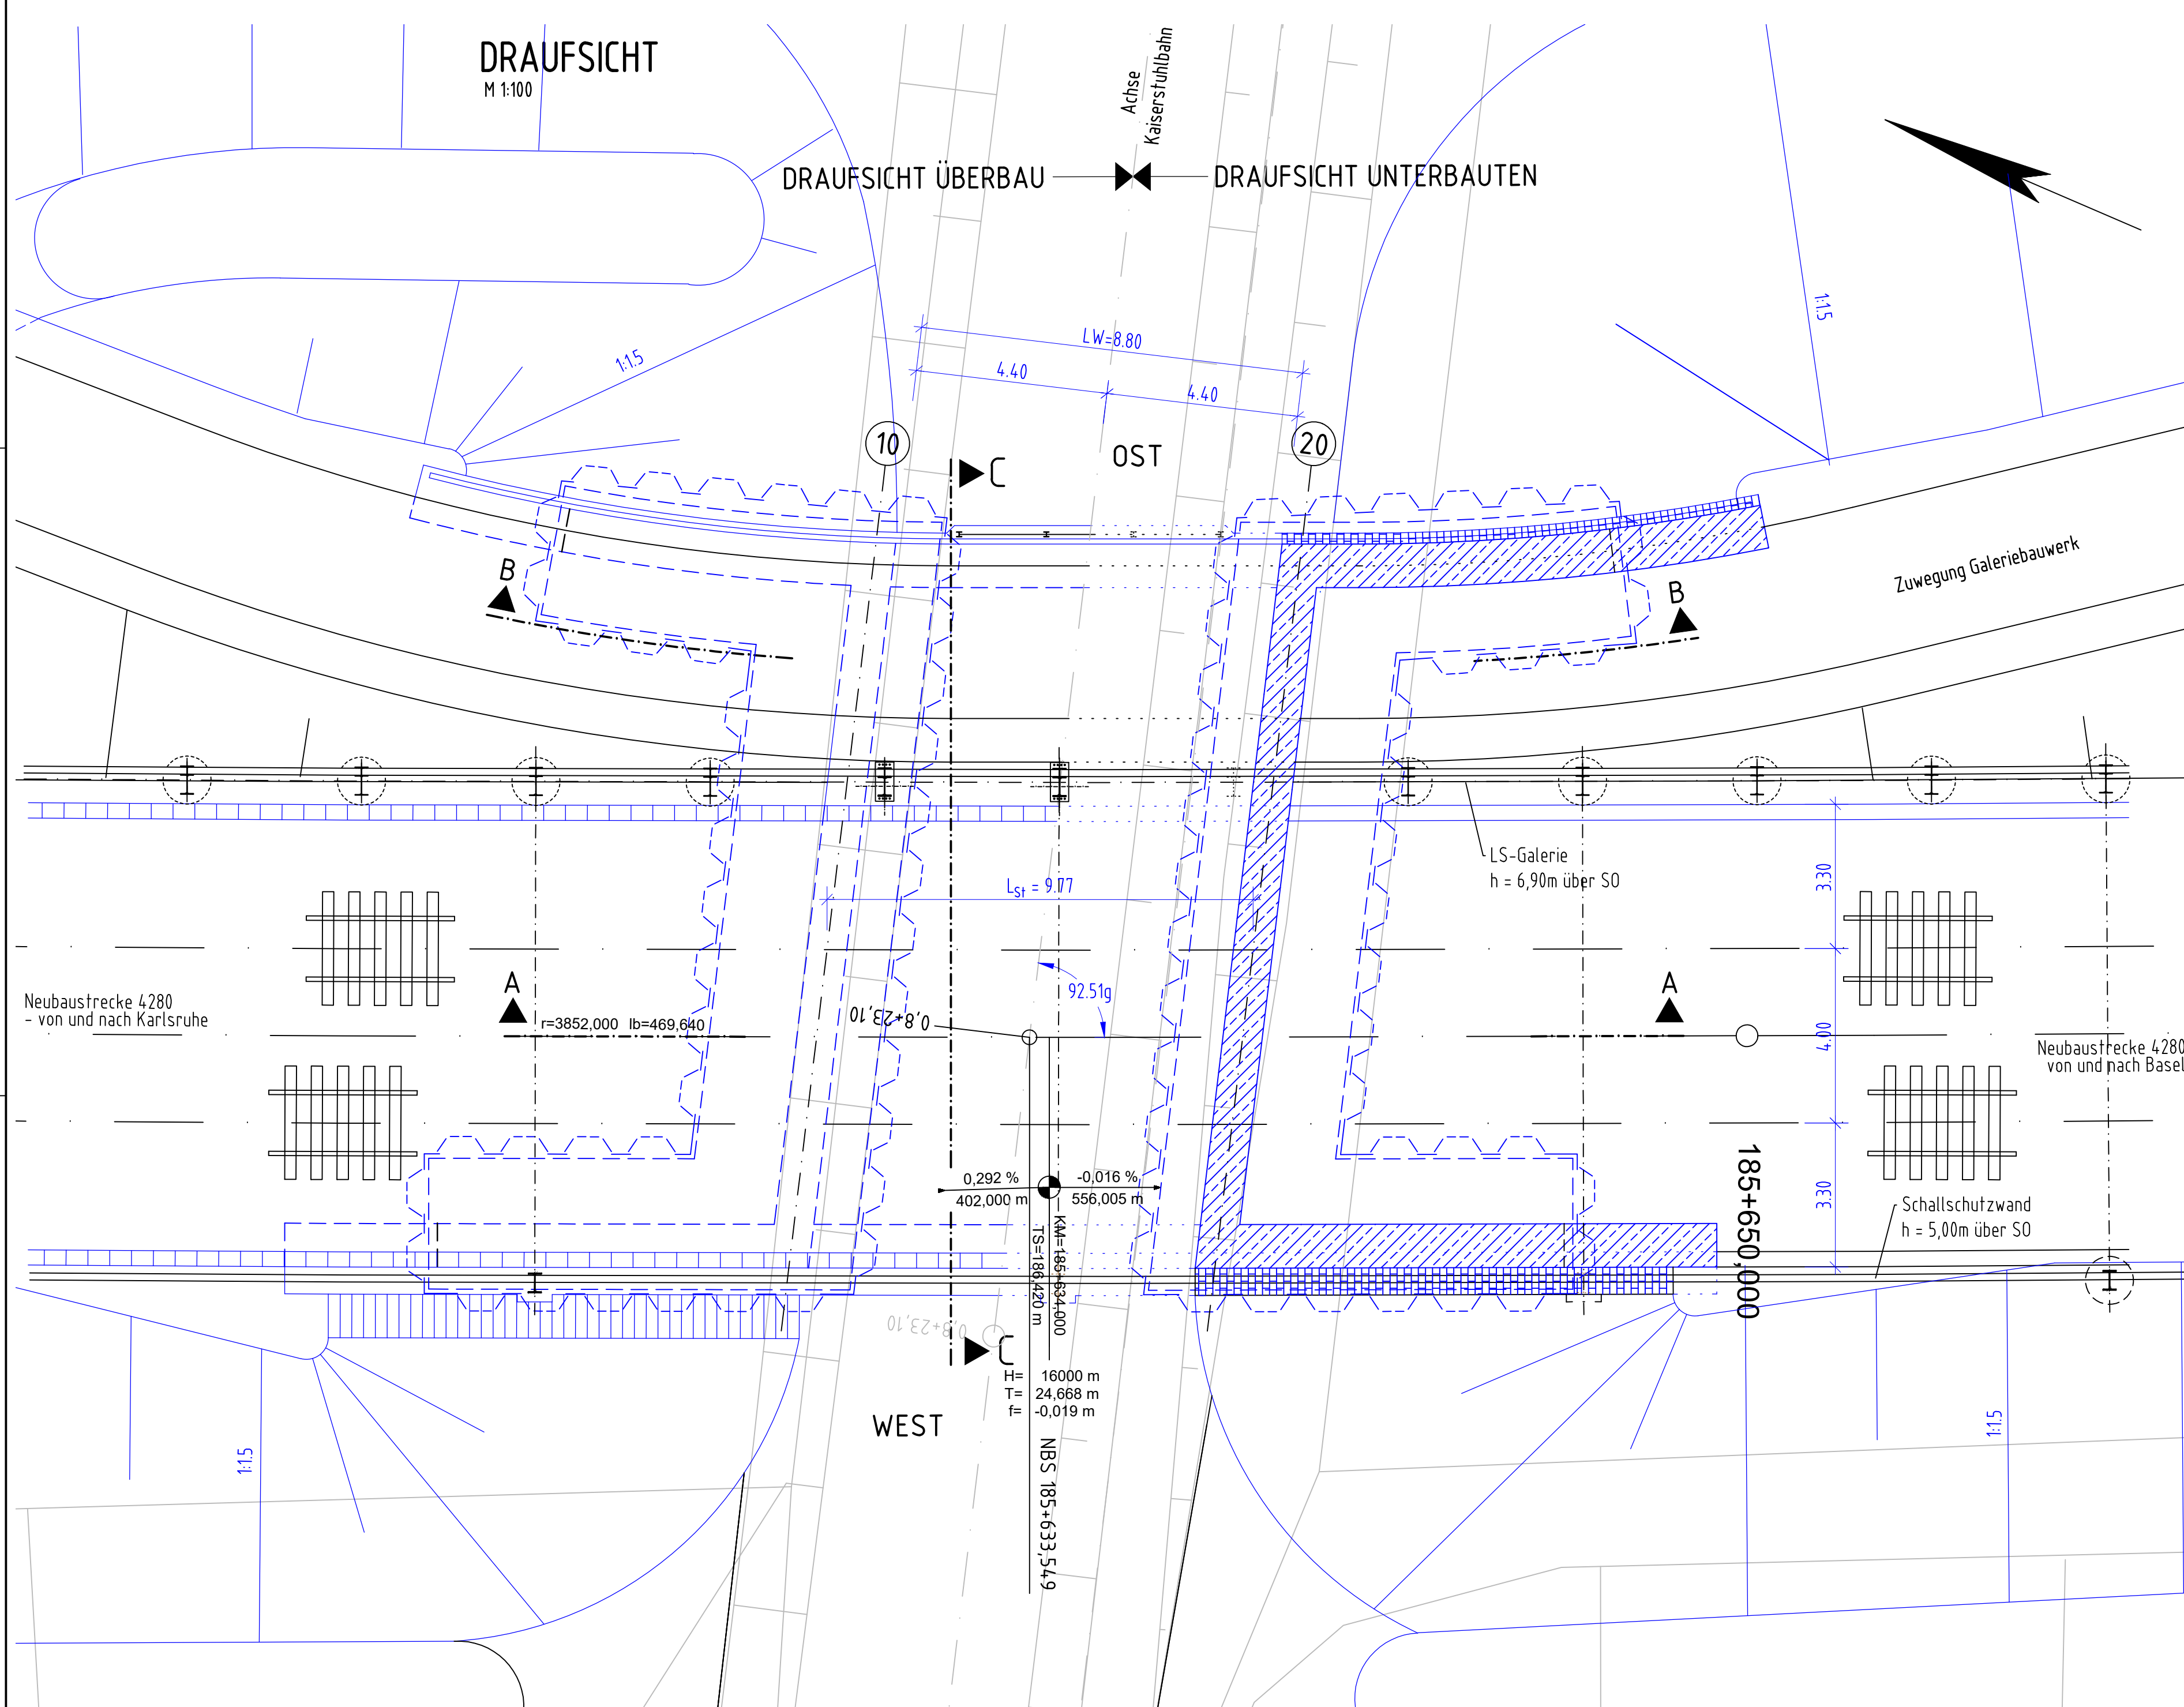 DRAUFSICHT
M 1:100
Achse
Kaiserstuhlbahn
DRAUFSICHT ÜBERBAU
DRAUFSICHT UNTERBAUTEN
1:1.5
1:1.5
LW=8.80
4.40
4.40
10
20
OST
C
B
B
Zuwegung Galeriebauwerk
LS-Galerie
h = 6,90m über SO
3.30
LSt = 9.77
A
A
92.51g
Neubaustrecke 4280
- von und nach Karlsruhe
r=3852,000 lb=469,640
0,8+23,10
4.00
Neubaustrecke 4280
von und nach Basel
0,292 %
-0,016 %
402,000 m
556,005 m
KM=185+634,000
TS=186,420 m
185+650,000
3.30
Schallschutzwand
h = 5,00m über SO
0,8+23,10
C
H= 16000 m
T= 24,668 m
f= -0,019 m
WEST
NBS 185+633,549
1:1.5
1:1.5